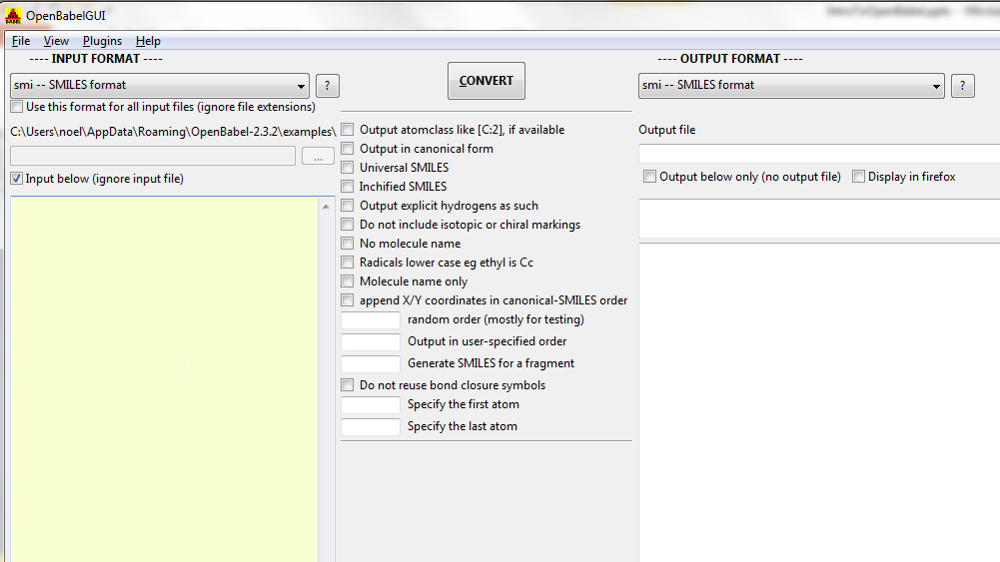 OpenBabelGUI
File View Plugins Help
---- INPUT FORMAT ----
smi -- SMILES format
?
Use this format for all input files (ignore file extensions)
C:\Users\noel\AppData\Roaming\OpenBabel-2.3.2\examples\
...
Input below (ignore input file)
CONVERT
Output atomclass like [C:2], if available
Output in canonical form
Universal SMILES
Inchified SMILES
Output explicit hydrogens as such
Do not include isotopic or chiral markings
No molecule name
Radicals lower case eg ethyl is Cc
Molecule name only
append X/Y coordinates in canonical-SMILES order
random order (mostly for testing)
Output in user-specified order
Generate SMILES for a fragment
Do not reuse bond closure symbols
Specify the first atom
Specify the last atom
---- OUTPUT FORMAT ----
smi -- SMILES format
?
Output file
Output below only (no output file) Display in firefox